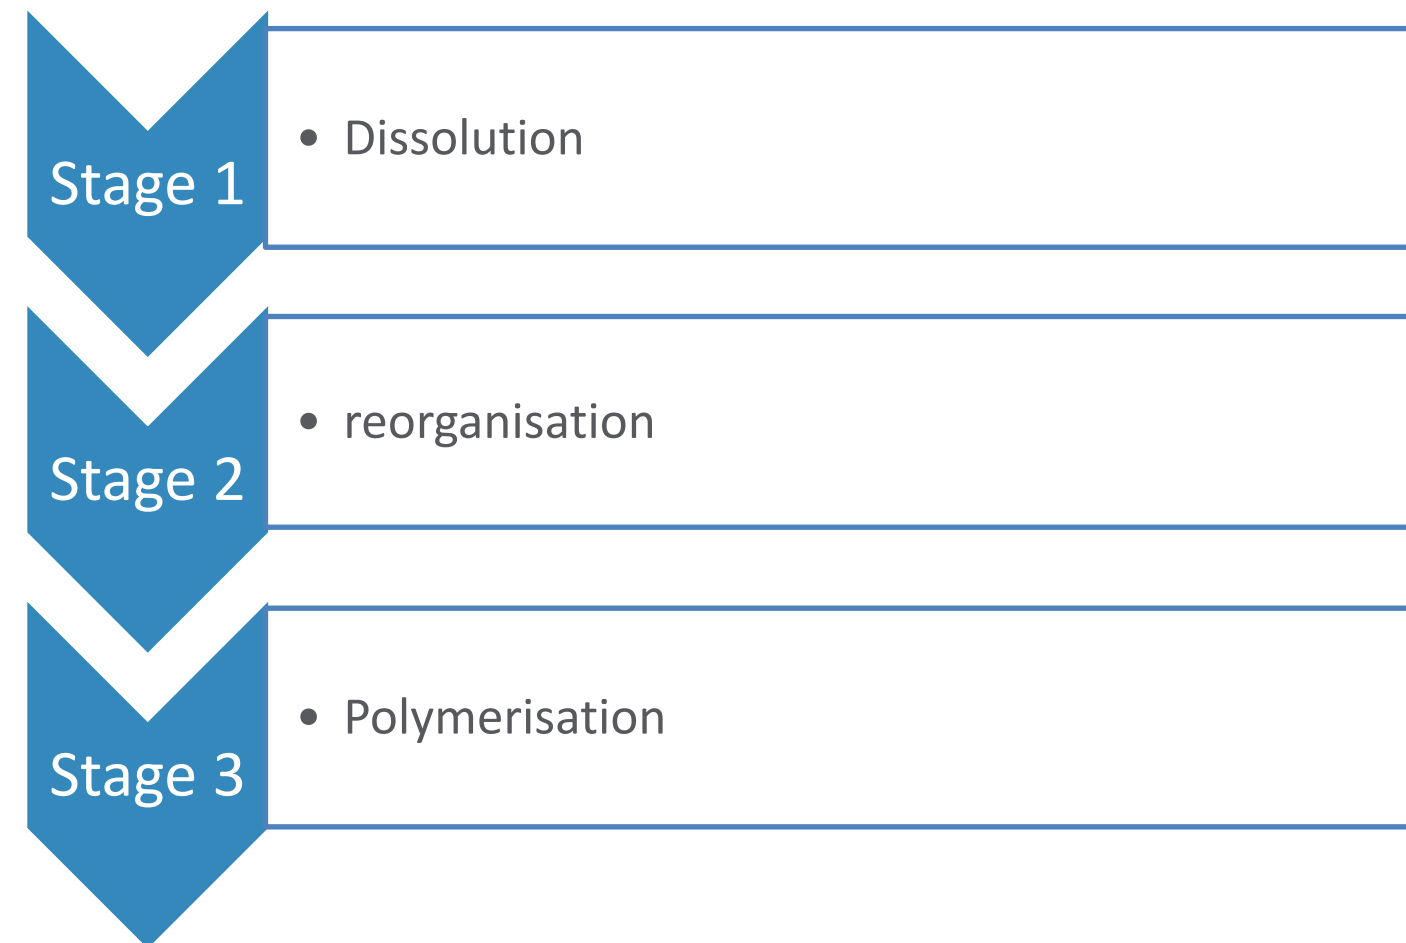 Stage 1
• Dissolution
Stage 2
• reorganisation
Stage 3
• Polymerisation